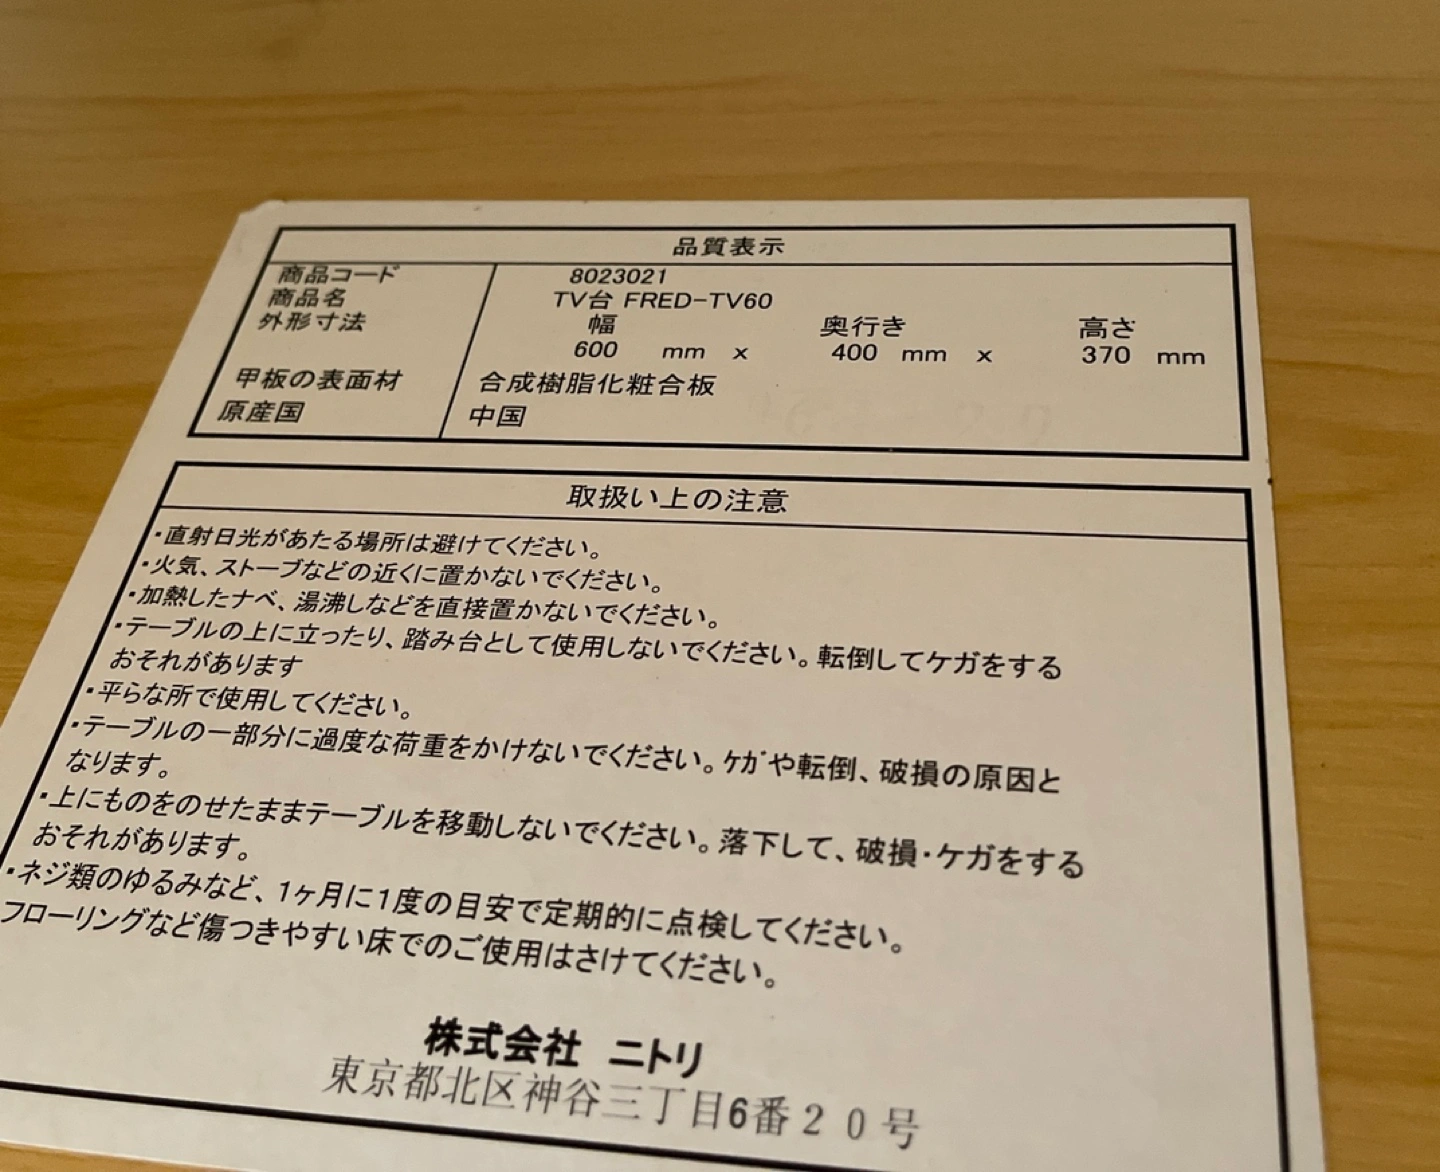 品質表示
商品コード 8023021
商品名 TV台 FRED-TV60
外形寸法 幅 奥行き 高さ
600 mm x 400 mm x 370 mm
甲板の表面材 合成樹脂化粧合板
原産国 中国
取扱い上の注意
・直射日光があたる場所は避けてください。
・火気、ストーブなどの近くに置かないでください。
・加熱したナベ、湯沸しなどを直接置かないでください。
・テーブルの上に立ったり、踏み台として使用しないでください。転倒してケガをする
おそれがあります
・平らな所で使用してください。
・テーブルの一部分に過度な荷重をかけないでください。ｹｶﾞや転倒、破損の原因と
なります。
・上にものをのせたままテーブルを移動しないでください。落下して、破損・ケガをする
おそれがあります。
・ネジ類のゆるみなど、1ヶ月に1度の目安で定期的に点検してください。
フローリングなど傷つきやすい床でのご使用はさけてください。
株式会社 ニトリ
東京都北区神谷三丁目6番２０号